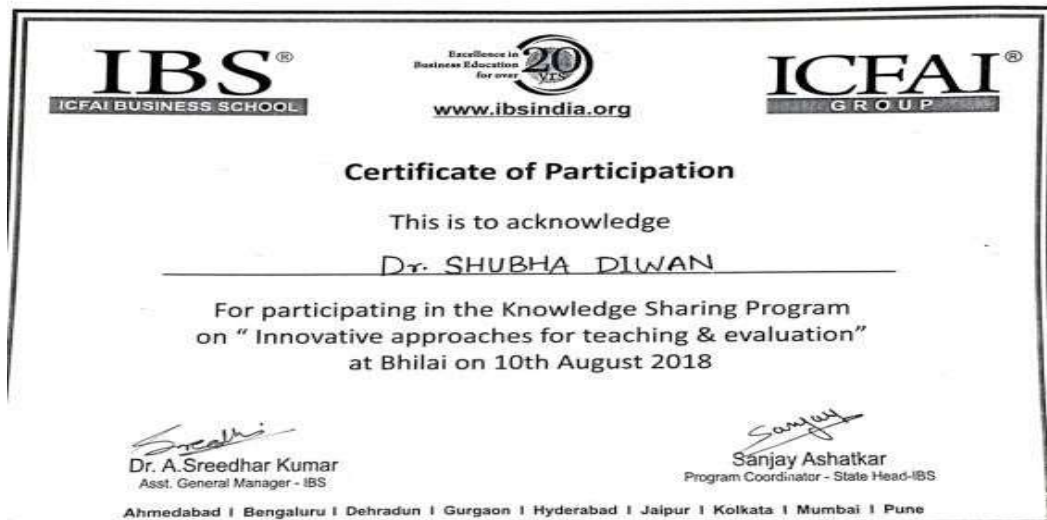 IBS®
ICFAI BUSINESS SCHOOL
Excellence in
Business Education
for over
20
yrs
www.ibsindia.org
ICFAI®
GROUP
Certificate of Participation
This is to acknowledge
Dr. SHUBHA DIWAN
For participating in the Knowledge Sharing Program
on “ Innovative approaches for teaching & evaluation”
at Bhilai on 10th August 2018
Sreedhi
Dr. A.Sreedhar Kumar
Asst. General Manager - IBS
Sanjay
Sanjay Ashatkar
Program Coordinator - State Head-IBS
Ahmedabad I Bengaluru I Dehradun I Gurgaon I Hyderabad I Jaipur I Kolkata I Mumbai I Pune